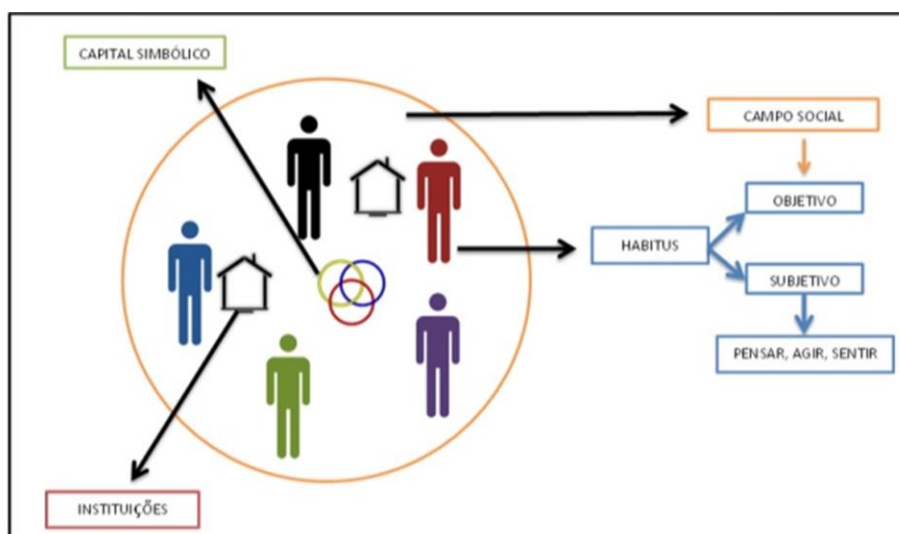 CAPITAL SIMBÓLICO
CAMPO SOCIAL
OBJETIVO
HABITUS
SUBJETIVO
PENSAR, AGIR, SENTIR
INSTITUIÇÕES